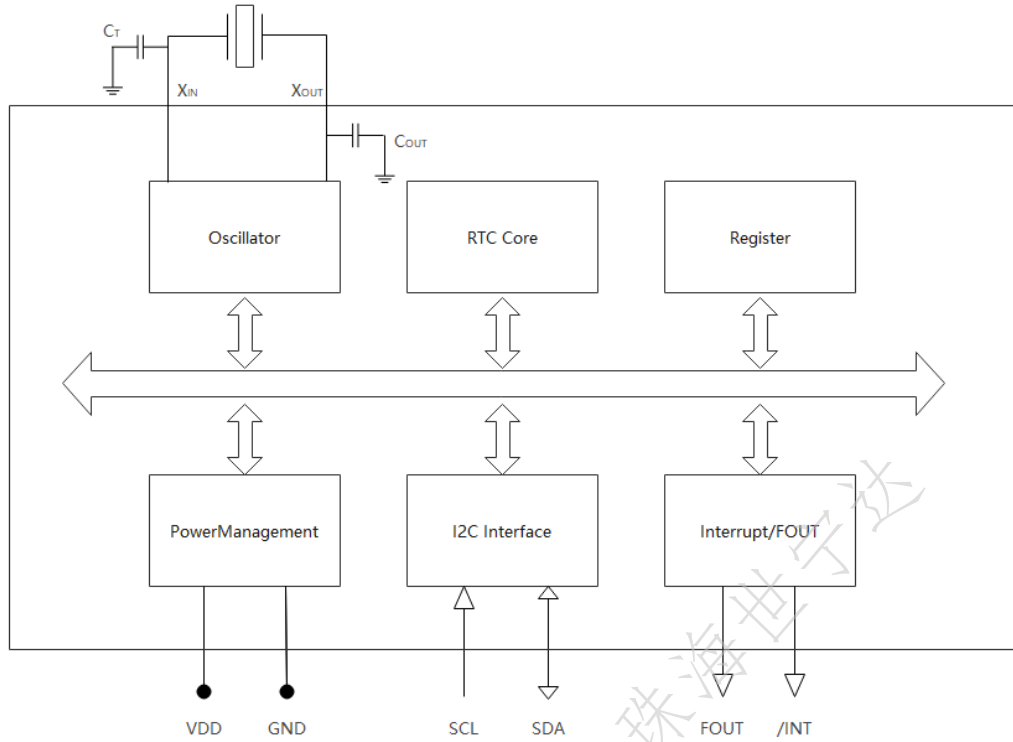 CT
XIN XOUT
COUT
Oscillator RTC Core Register
PowerManagement I2C Interface Interrupt/FOUT
VDD GND SCL SDA FOUT /INT
珠海世宁达